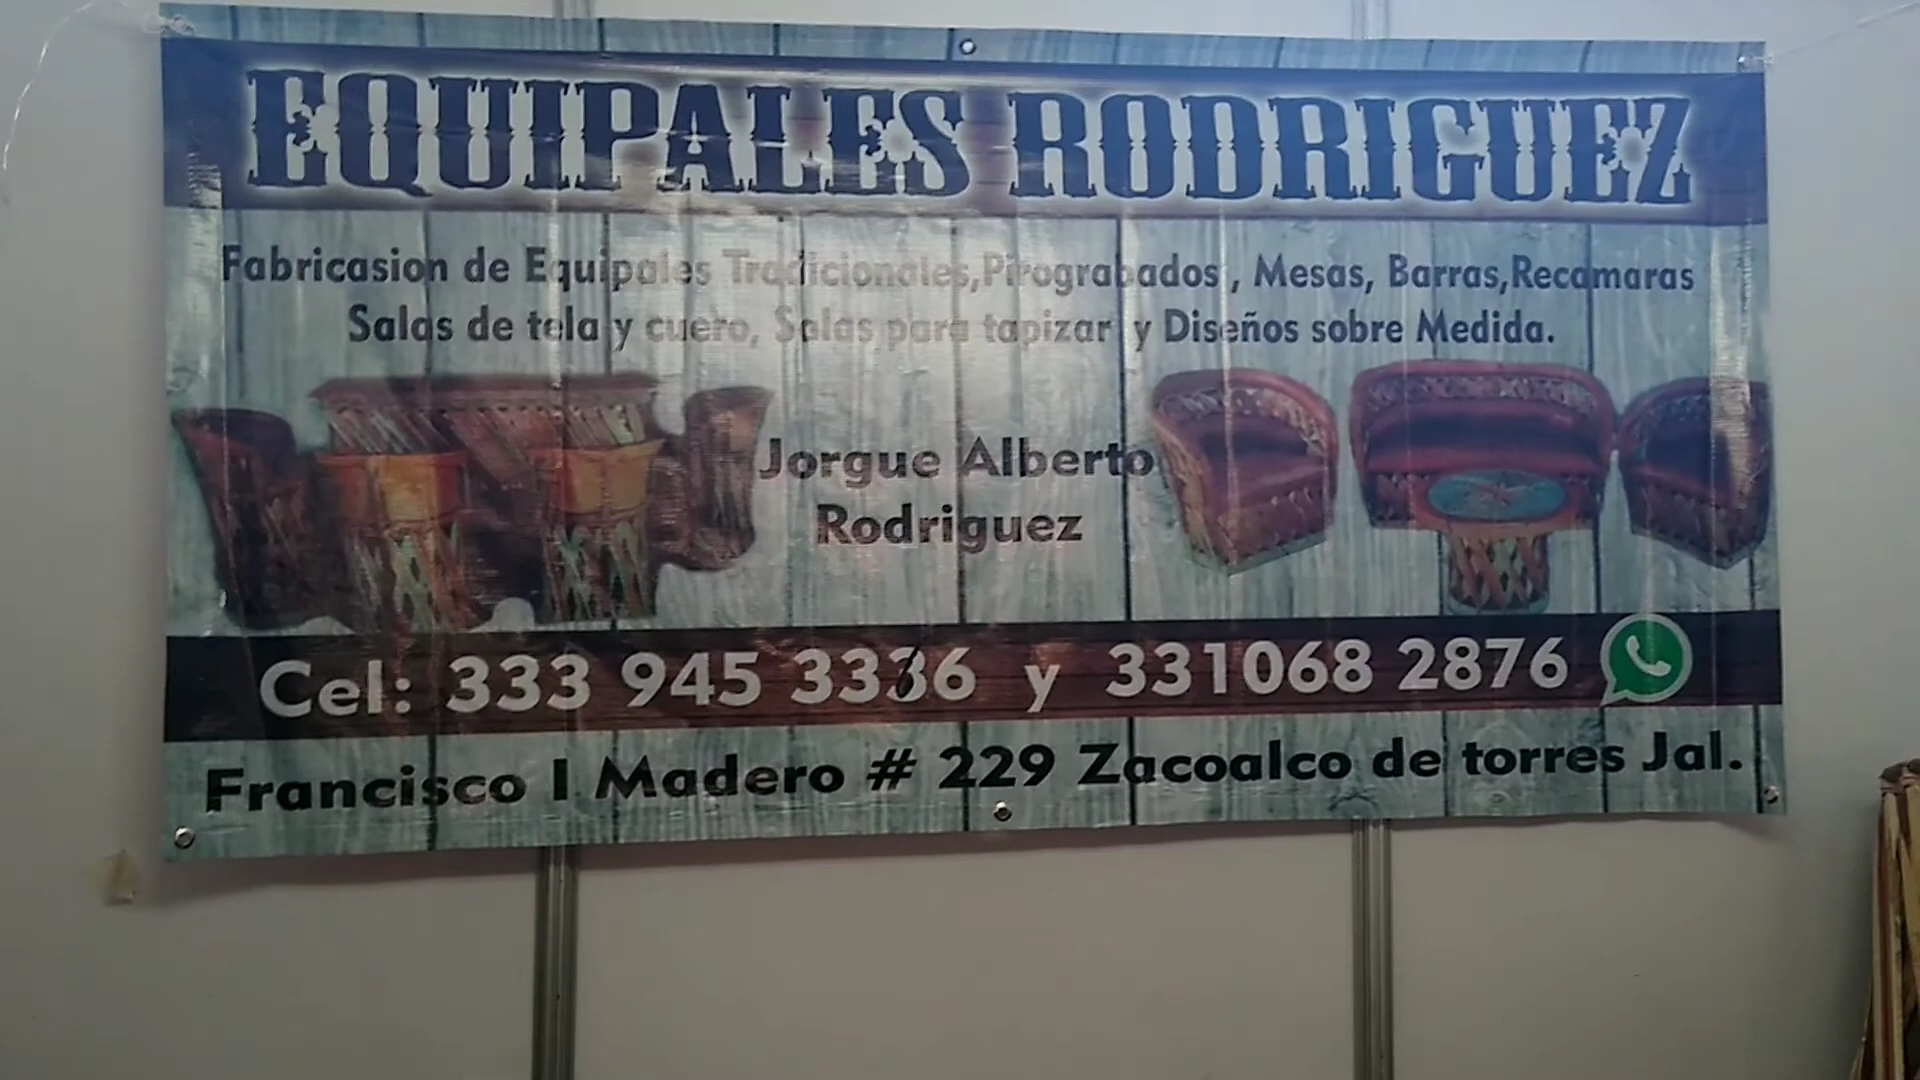 EQUIPALES RODRIGUEZ
Fabricasion de Equipales Tradicionales,Pirograbados , Mesas, Barras,Recamaras
Salas de tela y cuero, Salas para tapizar y Diseños sobre Medida.
Jorgue Alberto
Rodriguez
Cel: 333 945 3336 y 331068 2876
Francisco I Madero # 229 Zacoalco de torres Jal.